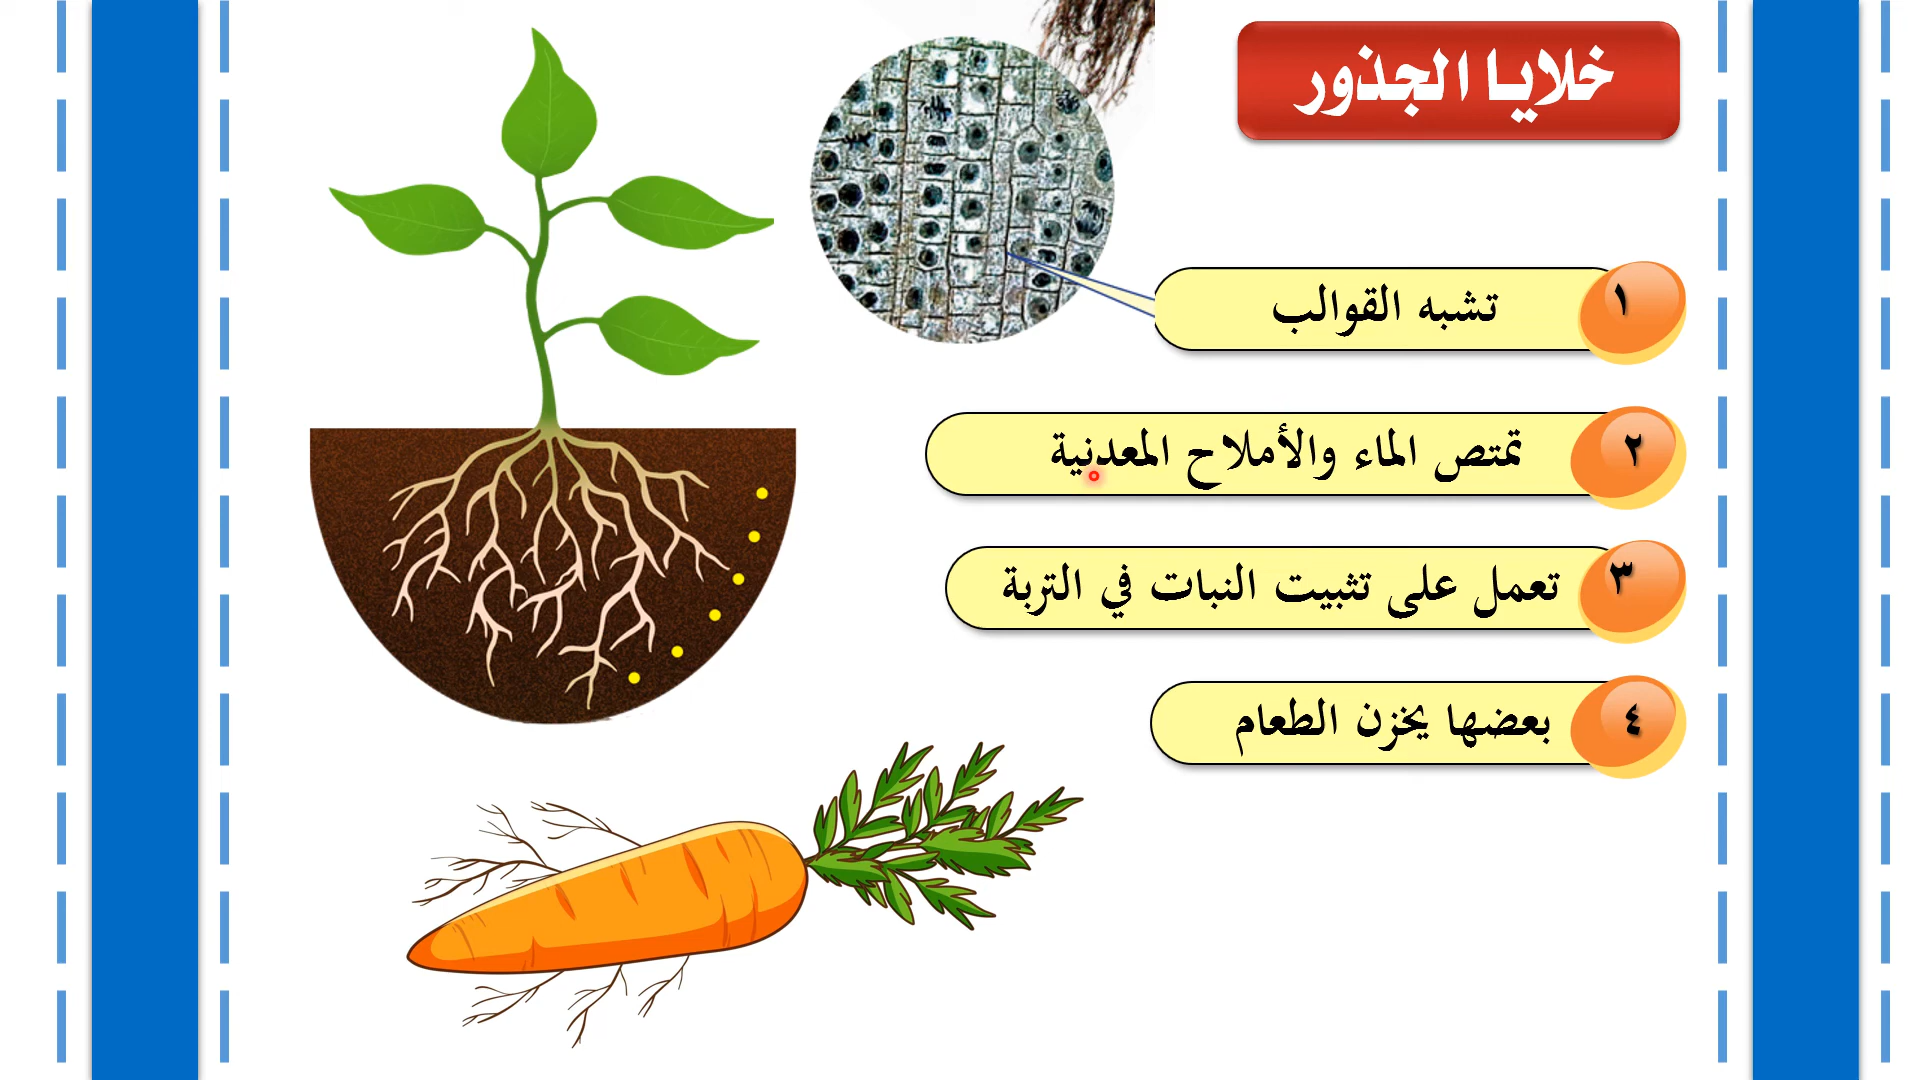 خلايا الجذور
١ تشبه القوالب
٢ تمتص الماء والأملاح المعدنية
٣ تعمل على تثبيت النبات في التربة
٤ بعضها يخزن الطعام